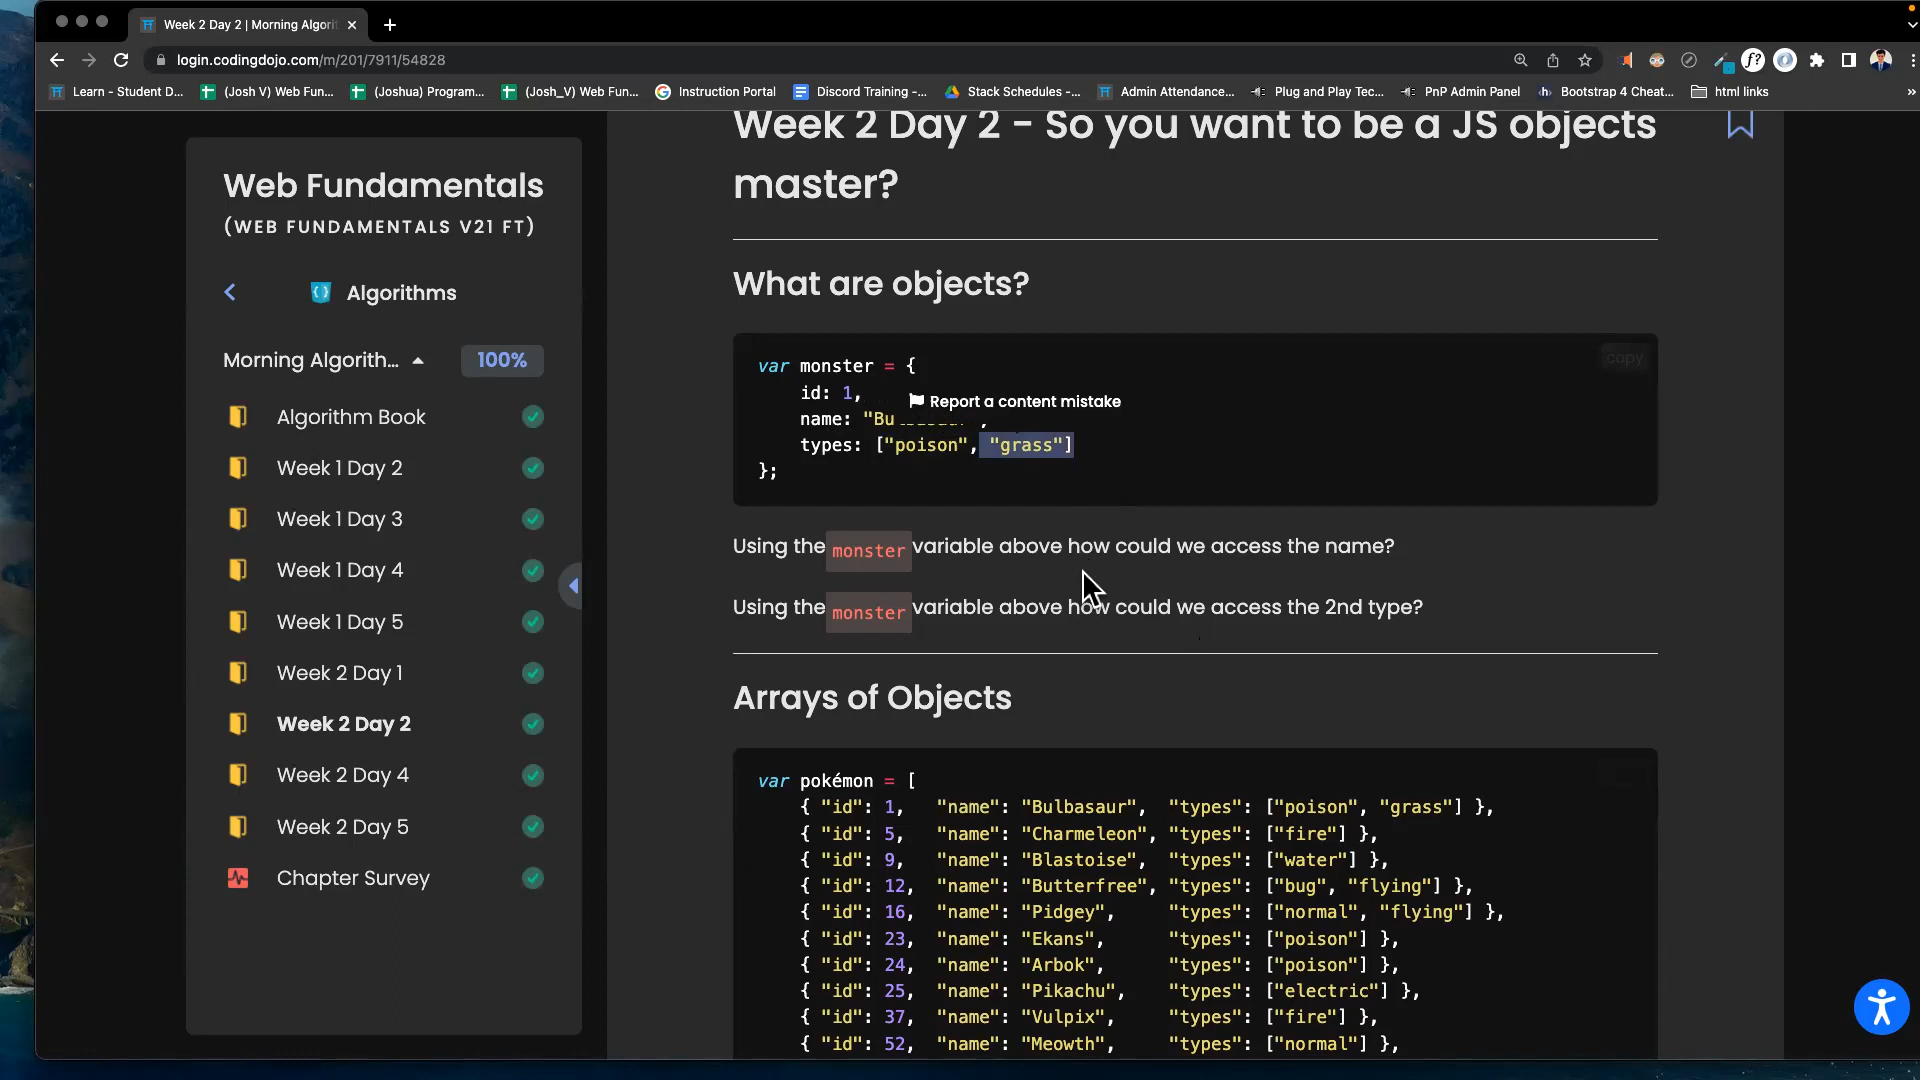 Week 2 Day 2 | Morning Algori
login.codingdojo.com/m/201/7911/54828
Learn - Student D...
(Josh V) Web Fun...
(Joshua) Program...
(Josh_V) Web Fun...
Instruction Portal
Discord Training -...
Stack Schedules -...
Admin Attendance...
Plug and Play Tec...
PnP Admin Panel
Bootstrap 4 Cheat...
html links
»
Web Fundamentals
(WEB FUNDAMENTALS V21 FT)
Algorithms
Morning Algorith...
100%
Algorithm Book
Week 1 Day 2
Week 1 Day 3
Week 1 Day 4
Week 1 Day 5
Week 2 Day 1
Week 2 Day 2
Week 2 Day 4
Week 2 Day 5
Chapter Survey
Week 2 Day 2 - So you want to be a JS objects
master?
What are objects?
copy
var monster = {
id: 1,
Report a content mistake
name: "Bulbasaur",
types: ["poison", "grass"]
};
Using the monster variable above how could we access the name?
Using the monster variable above how could we access the 2nd type?
Arrays of Objects
var pokémon = [
{ "id": 1, "name": "Bulbasaur", "types": ["poison", "grass"] },
{ "id": 5, "name": "Charmeleon", "types": ["fire"] },
{ "id": 9, "name": "Blastoise", "types": ["water"] },
{ "id": 12, "name": "Butterfree", "types": ["bug", "flying"] },
{ "id": 16, "name": "Pidgey", "types": ["normal", "flying"] },
{ "id": 23, "name": "Ekans", "types": ["poison"] },
{ "id": 24, "name": "Arbok", "types": ["poison"] },
{ "id": 25, "name": "Pikachu", "types": ["electric"] },
{ "id": 37, "name": "Vulpix", "types": ["fire"] },
{ "id": 52, "name": "Meowth", "types": ["normal"] },